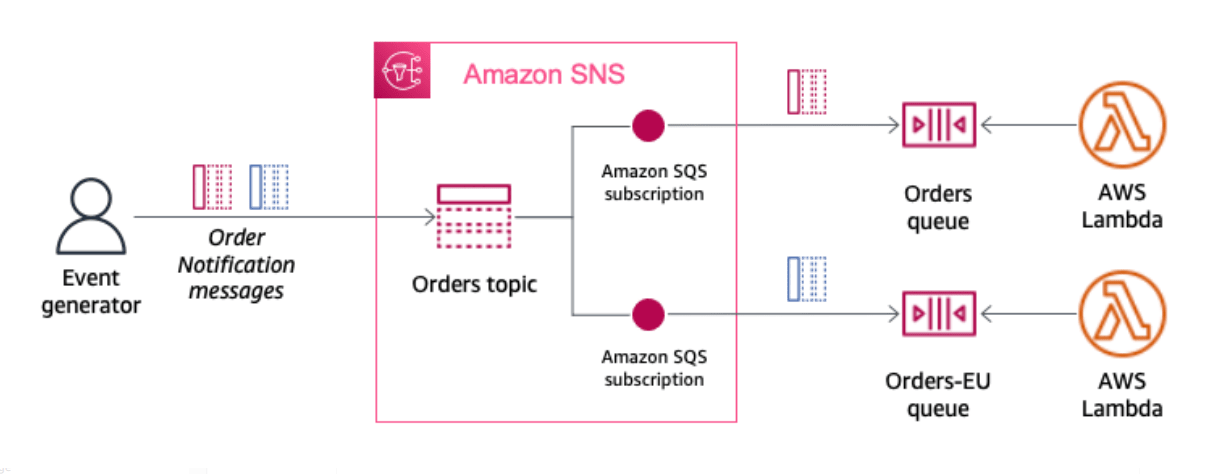 Amazon SNS
Amazon SQS
subscription
Orders
queue
AWS
Lambda
Order
Notification
messages
Event
generator
Orders topic
Amazon SQS
subscription
Orders-EU
queue
AWS
Lambda